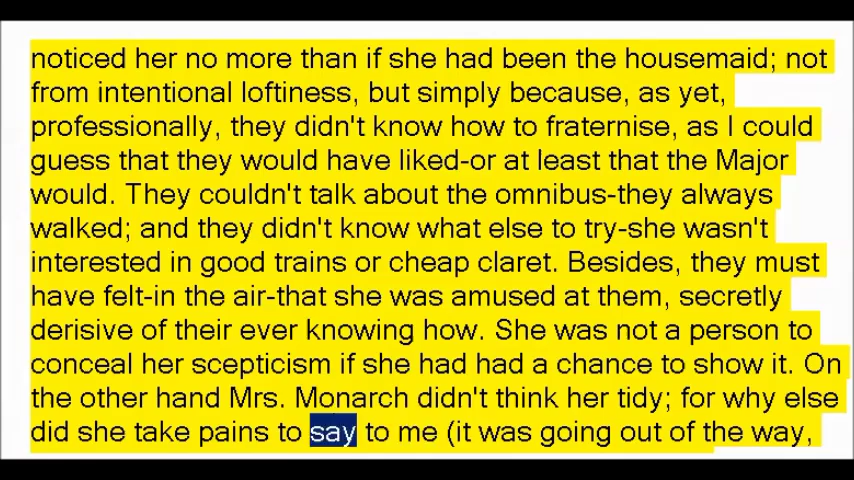 noticed her no more than if she had been the housemaid; not
from intentional loftiness, but simply because, as yet,
professionally, they didn't know how to fraternise, as I could
guess that they would have liked-or at least that the Major
would. They couldn't talk about the omnibus-they always
walked; and they didn't know what else to try-she wasn't
interested in good trains or cheap claret. Besides, they must
have felt-in the air-that she was amused at them, secretly
derisive of their ever knowing how. She was not a person to
conceal her scepticism if she had had a chance to show it. On
the other hand Mrs. Monarch didn't think her tidy; for why else
did she take pains to say to me (it was going out of the way,